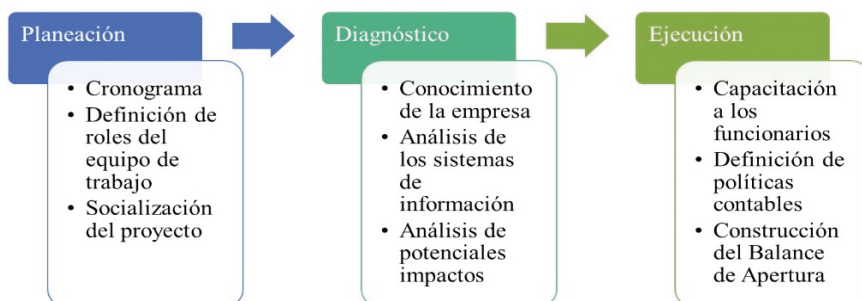 Planeación
• Cronograma
• Definición de
roles del
equipo de
trabajo
• Socialización
del proyecto
Diagnóstico
• Conocimiento
de la empresa
• Análisis de
los sistemas
de
información
• Análisis de
potenciales
impactos
Ejecución
• Capacitación
a los
funcionarios
• Definición de
políticas
contables
• Construcción
del Balance
de Apertura